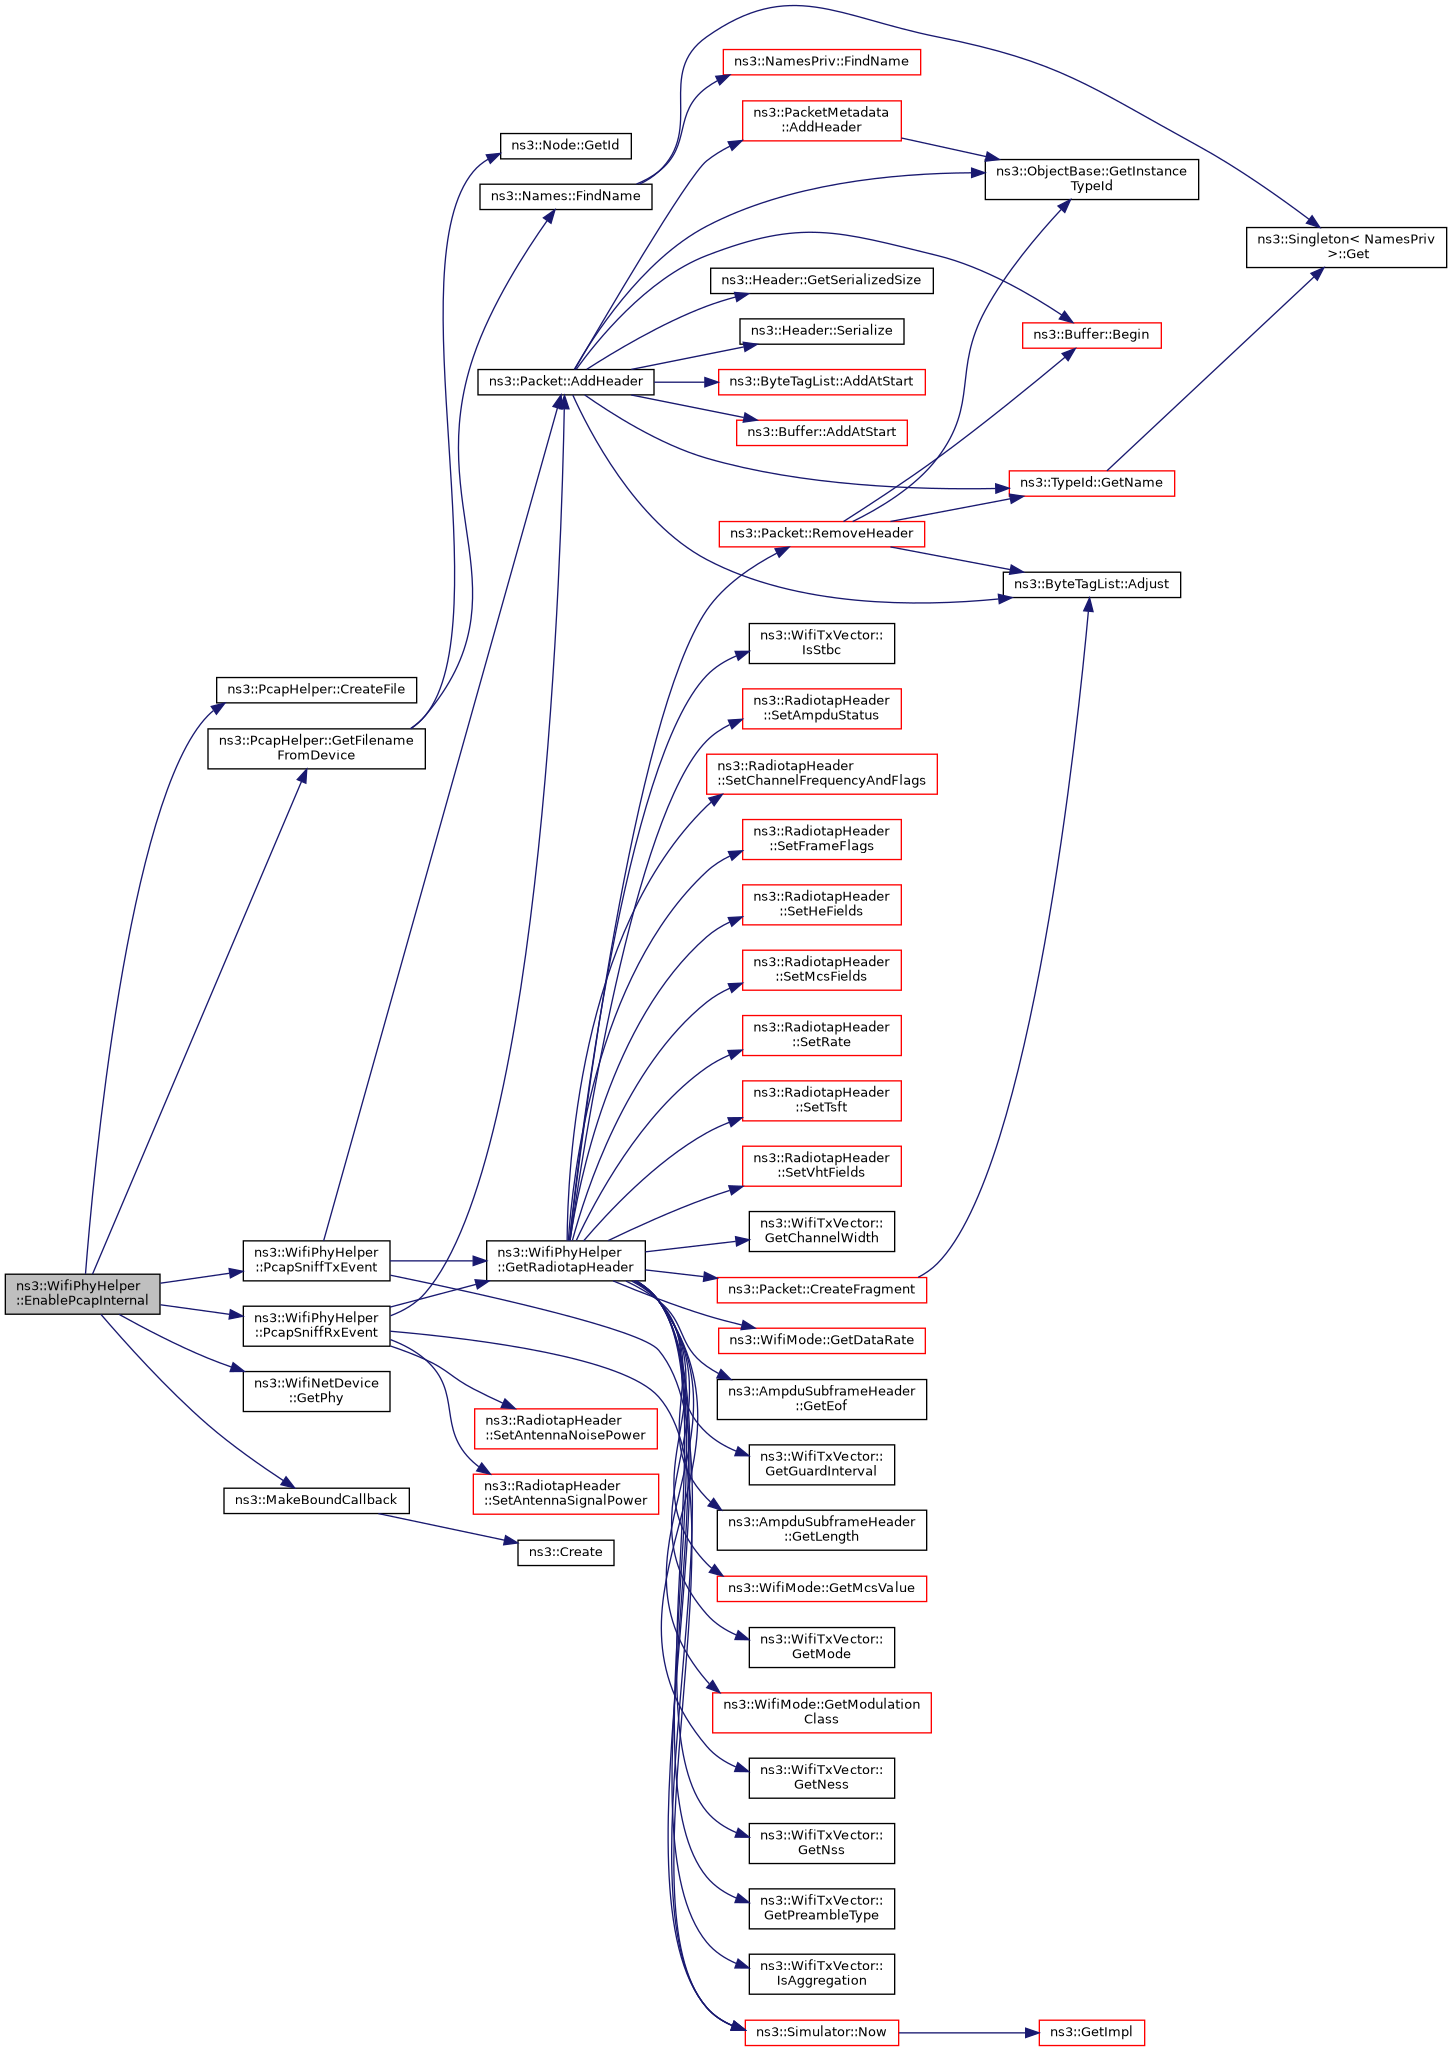 ns3::NamesPriv::FindName
ns3::PacketMetadata
::AddHeader
ns3::Node::GetId
ns3::ObjectBase::GetInstance
TypeId
ns3::Names::FindName
ns3::Singleton< NamesPriv
>::Get
ns3::Header::GetSerializedSize
ns3::Header::Serialize
ns3::Buffer::Begin
ns3::Packet::AddHeader
ns3::ByteTagList::AddAtStart
ns3::Buffer::AddAtStart
ns3::TypeId::GetName
ns3::Packet::RemoveHeader
ns3::ByteTagList::Adjust
ns3::WifiTxVector::
IsStbc
ns3::PcapHelper::CreateFile
ns3::RadiotapHeader
::SetAmpduStatus
ns3::PcapHelper::GetFilename
FromDevice
ns3::RadiotapHeader
::SetChannelFrequencyAndFlags
ns3::RadiotapHeader
::SetFrameFlags
ns3::RadiotapHeader
::SetHeFields
ns3::RadiotapHeader
::SetMcsFields
ns3::RadiotapHeader
::SetRate
ns3::RadiotapHeader
::SetTsft
ns3::RadiotapHeader
::SetVhtFields
ns3::WifiTxVector::
GetChannelWidth
ns3::WifiPhyHelper
::PcapSniffTxEvent
ns3::WifiPhyHelper
::GetRadiotapHeader
ns3::WifiPhyHelper
::EnablePcapInternal
ns3::Packet::CreateFragment
ns3::WifiPhyHelper
::PcapSniffRxEvent
ns3::WifiMode::GetDataRate
ns3::WifiNetDevice
::GetPhy
ns3::AmpduSubframeHeader
::GetEof
ns3::RadiotapHeader
::SetAntennaNoisePower
ns3::WifiTxVector::
GetGuardInterval
ns3::RadiotapHeader
::SetAntennaSignalPower
ns3::MakeBoundCallback
ns3::AmpduSubframeHeader
::GetLength
ns3::Create
ns3::WifiMode::GetMcsValue
ns3::WifiTxVector::
GetMode
ns3::WifiMode::GetModulation
Class
ns3::WifiTxVector::
GetNess
ns3::WifiTxVector::
GetNss
ns3::WifiTxVector::
GetPreambleType
ns3::WifiTxVector::
IsAggregation
ns3::Simulator::Now
ns3::GetImpl